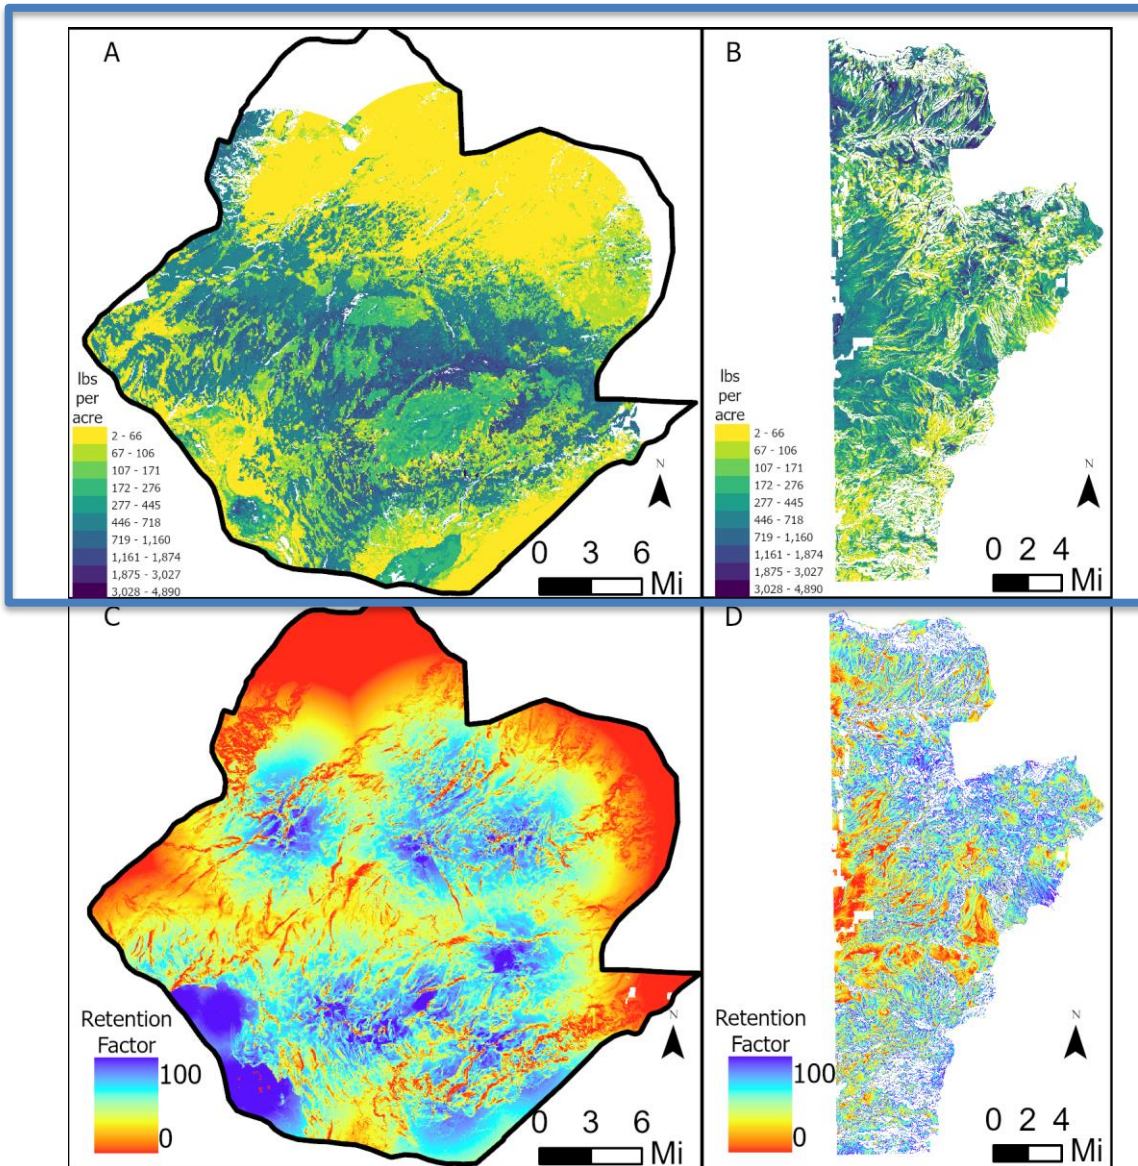 A
lbs
per
acre
2 - 66
67 - 106
107 - 171
172 - 276
277 - 445
446 - 718
719 - 1,160
1,161 - 1,874
1,875 - 3,027
3,028 - 4,890
N
0 3 6
Mi
B
lbs
per
acre
2 - 66
67 - 106
107 - 171
172 - 276
277 - 445
446 - 718
719 - 1,160
1,161 - 1,874
1,875 - 3,027
3,028 - 4,890
N
0 2 4
Mi
C
Retention
Factor
100
0
N
0 3 6
Mi
D
Retention
Factor
100
0
N
0 2 4
Mi